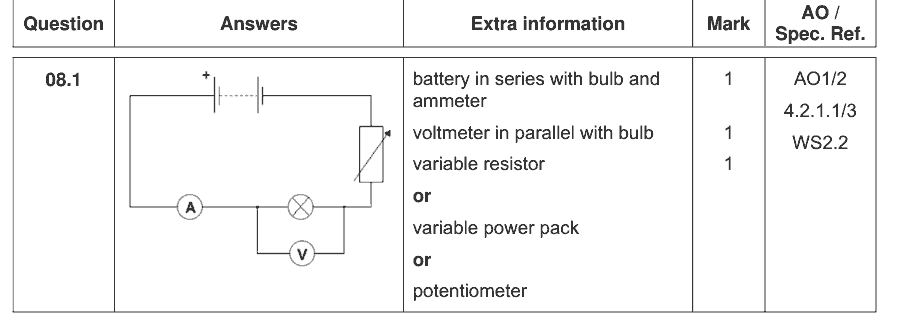 Question Answers Extra information Mark AO /
Spec. Ref.
08.1 + battery in series with bulb and 1 AO1/2
ammeter
4.2.1.1/3
voltmeter in parallel with bulb 1
WS2.2
variable resistor 1
or
A
variable power pack
V
or
potentiometer